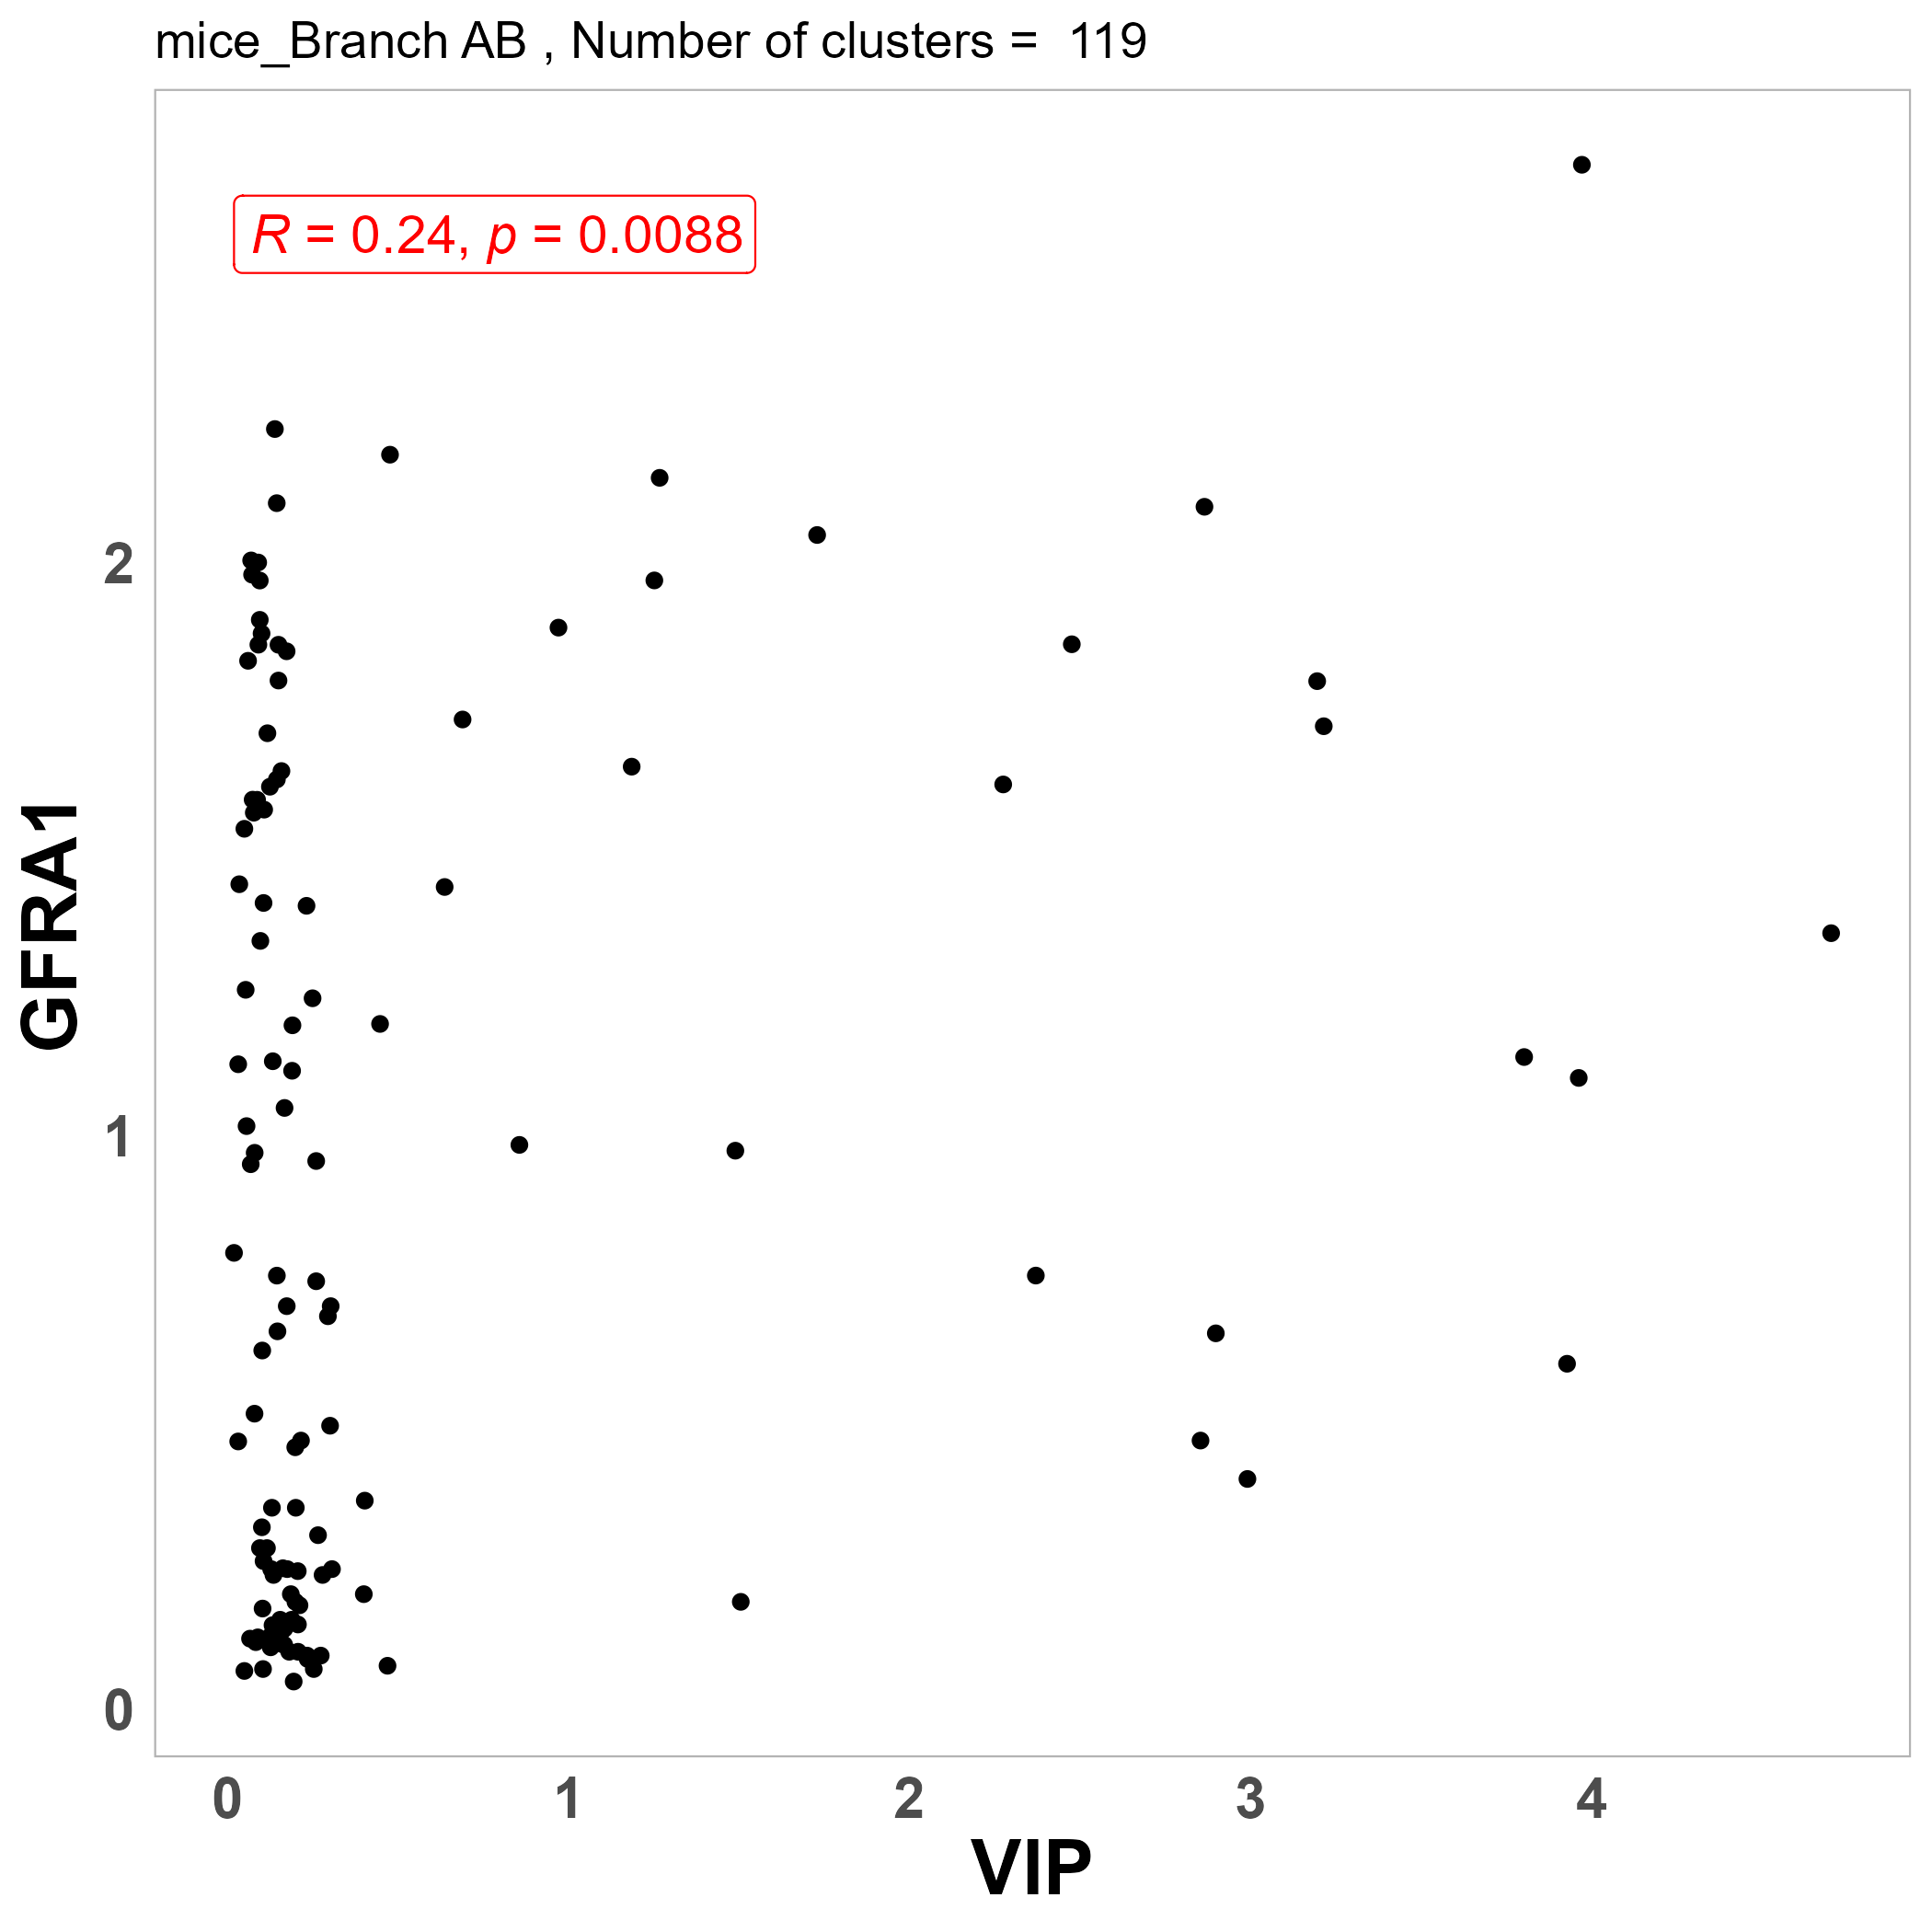 mice_Branch AB , Number of clusters =  119
R = 0.24, p = 0.0088
GFRA1
2
1
0
0 1 2 3 4
VIP